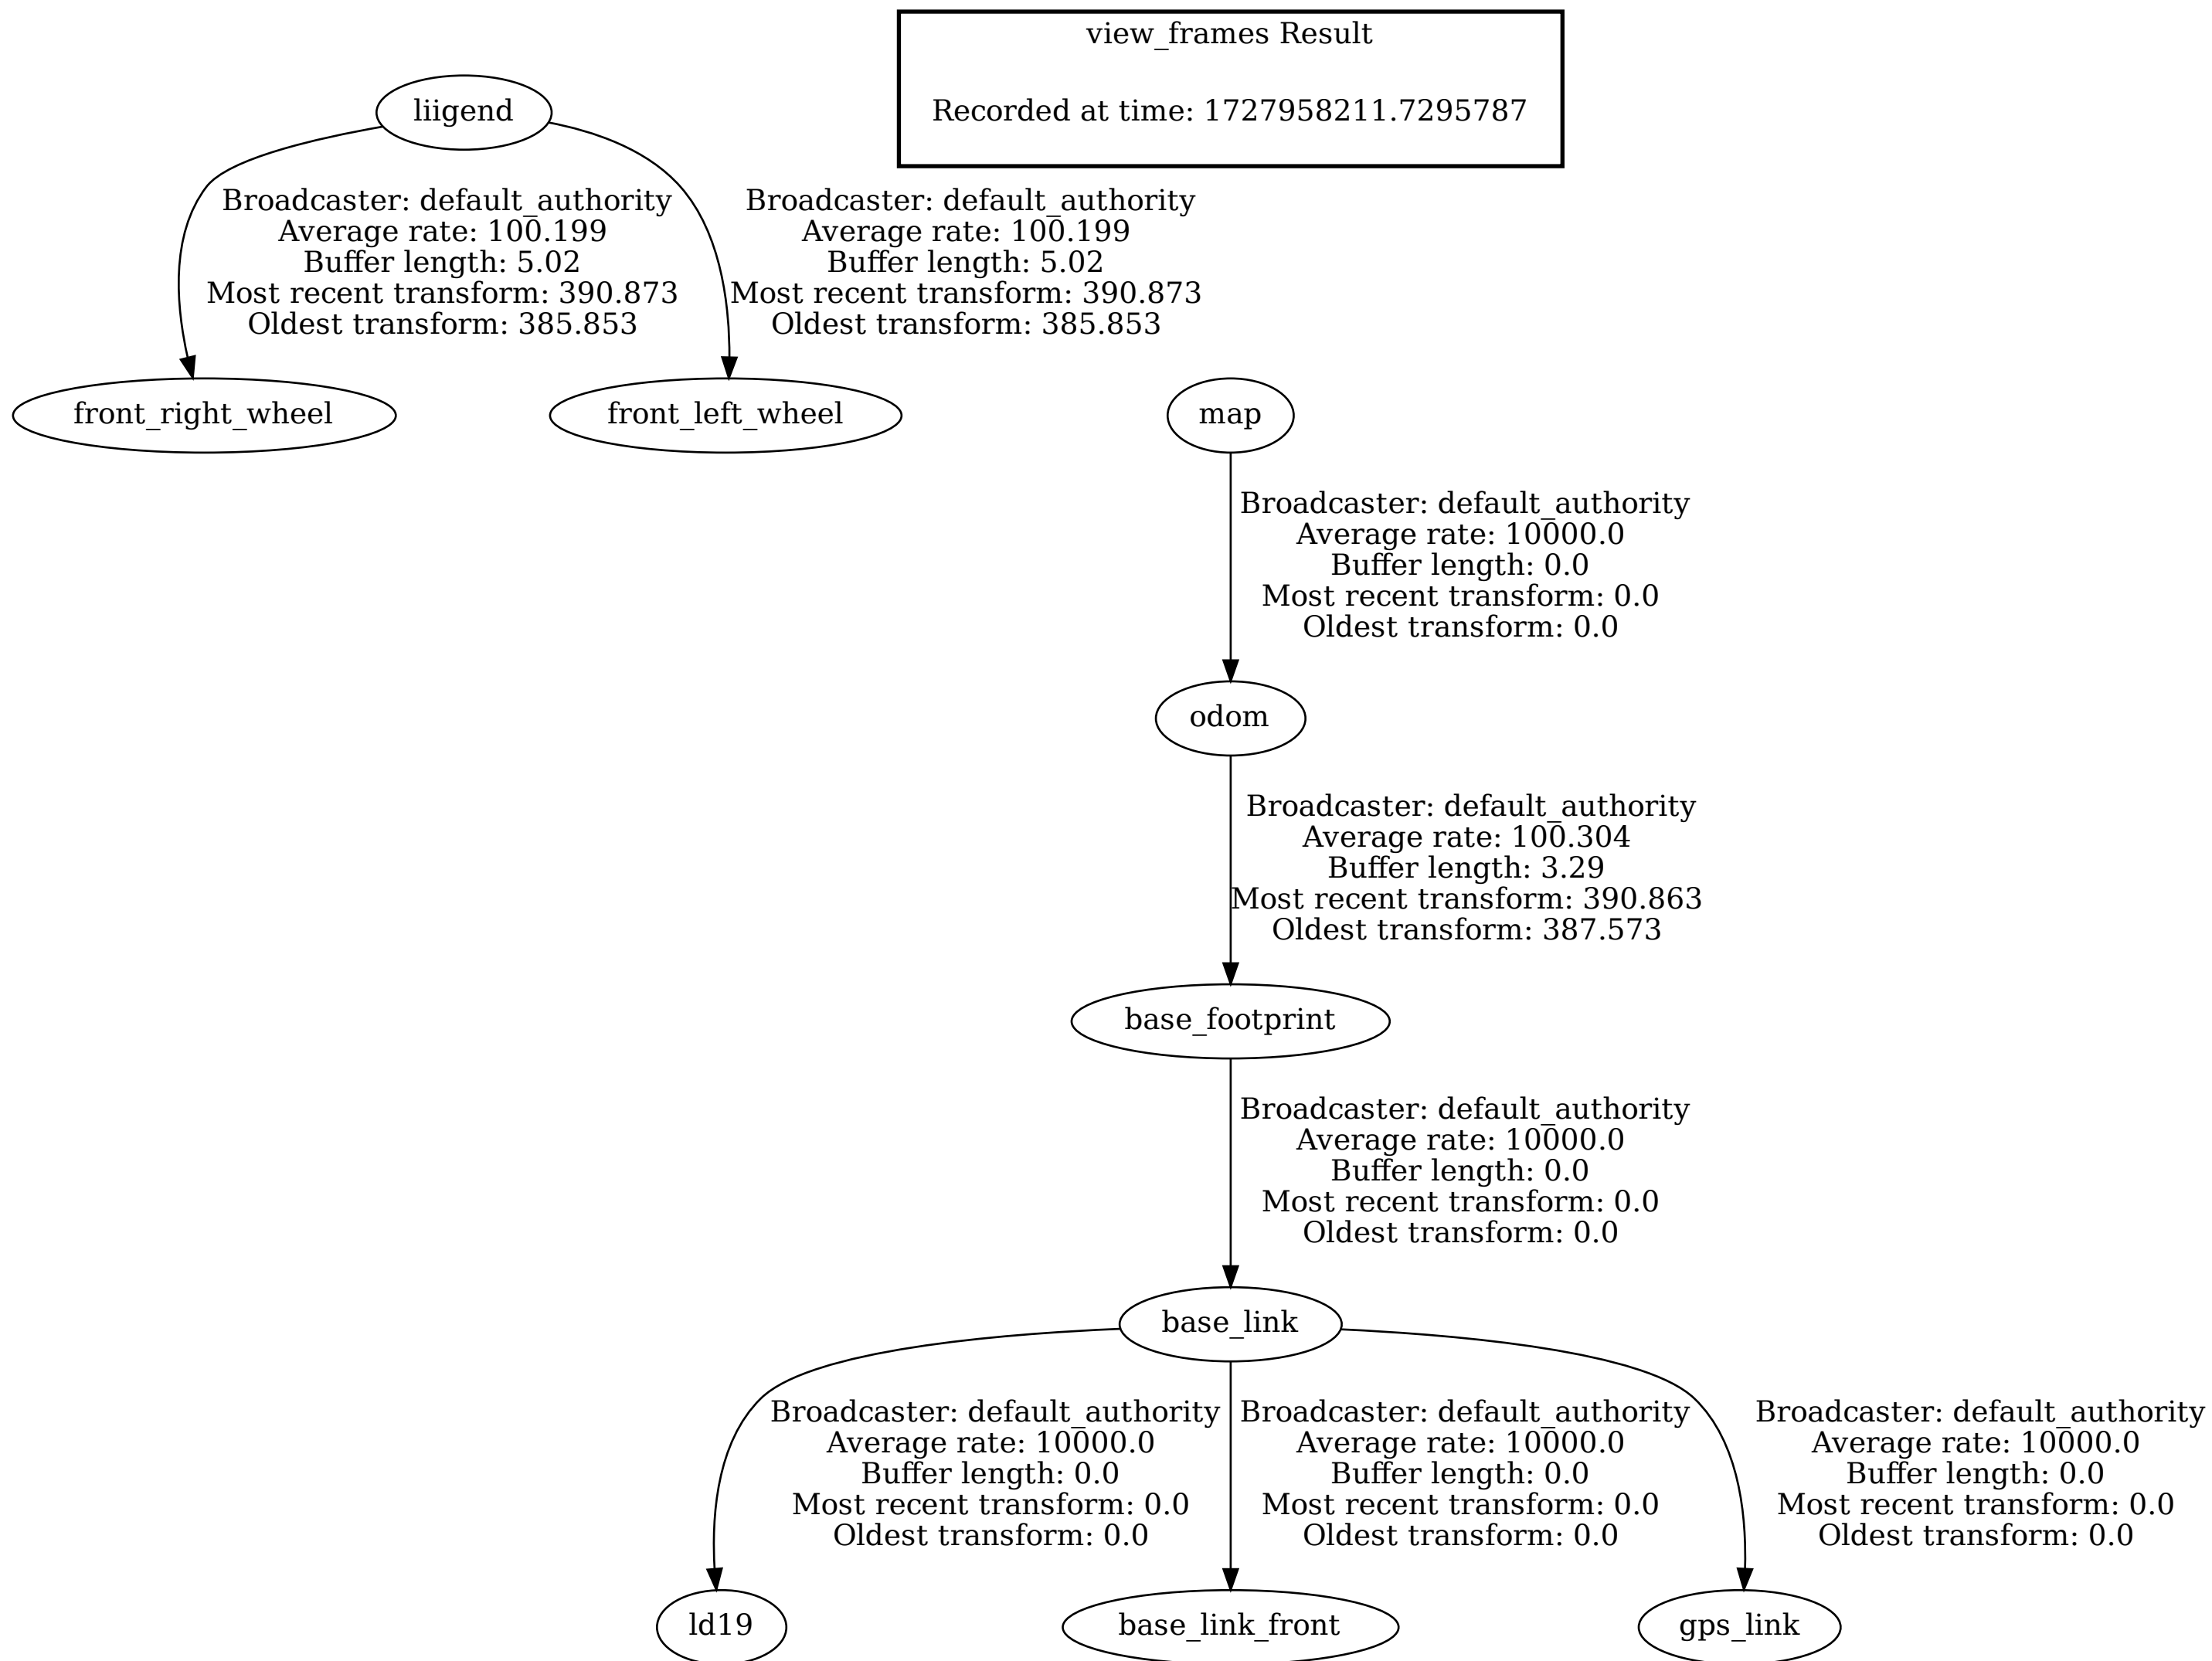 view_frames Result
Recorded at time: 1727958211.7295787
liigend
Broadcaster: default_authority
Average rate: 100.199
Buffer length: 5.02
Most recent transform: 390.873
Oldest transform: 385.853
Broadcaster: default_authority
Average rate: 100.199
Buffer length: 5.02
Most recent transform: 390.873
Oldest transform: 385.853
front_right_wheel
front_left_wheel
map
Broadcaster: default_authority
Average rate: 10000.0
Buffer length: 0.0
Most recent transform: 0.0
Oldest transform: 0.0
odom
Broadcaster: default_authority
Average rate: 100.304
Buffer length: 3.29
Most recent transform: 390.863
Oldest transform: 387.573
base_footprint
Broadcaster: default_authority
Average rate: 10000.0
Buffer length: 0.0
Most recent transform: 0.0
Oldest transform: 0.0
base_link
Broadcaster: default_authority
Average rate: 10000.0
Buffer length: 0.0
Most recent transform: 0.0
Oldest transform: 0.0
Broadcaster: default_authority
Average rate: 10000.0
Buffer length: 0.0
Most recent transform: 0.0
Oldest transform: 0.0
Broadcaster: default_authority
Average rate: 10000.0
Buffer length: 0.0
Most recent transform: 0.0
Oldest transform: 0.0
ld19
base_link_front
gps_link